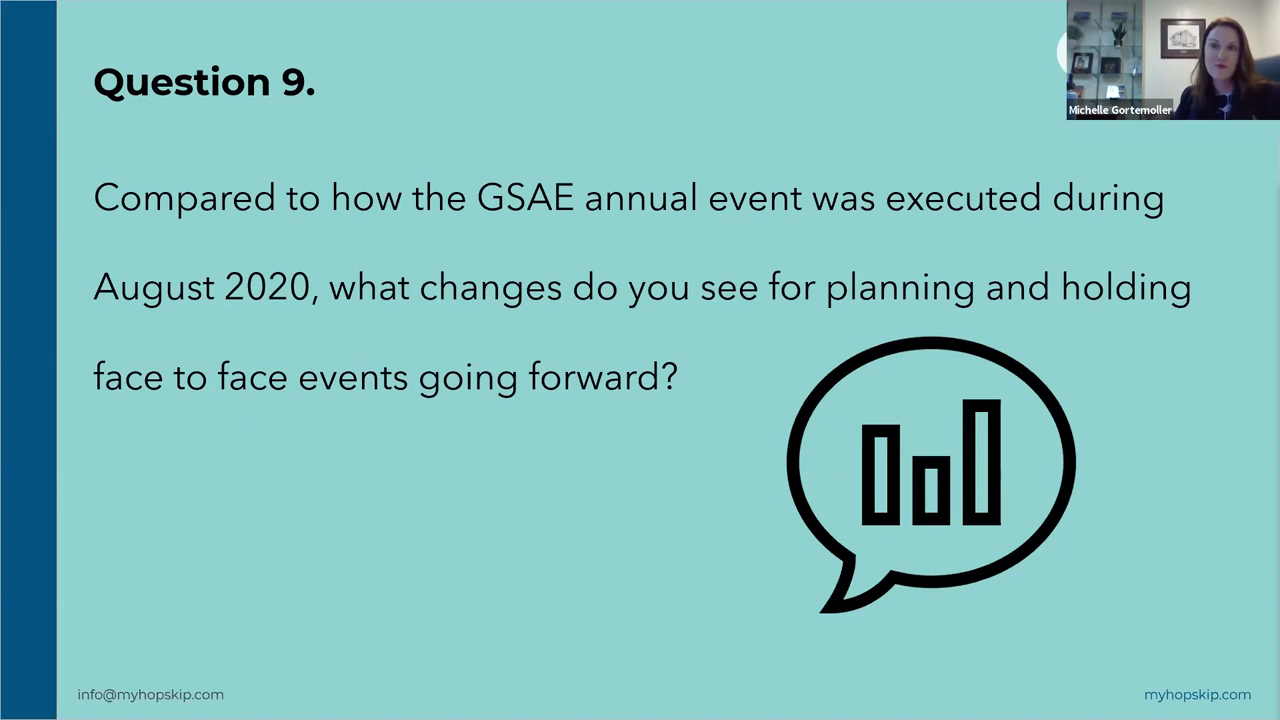 Question 9.
Michelle Gortemoller
Compared to how the GSAE annual event was executed during
August 2020, what changes do you see for planning and holding
face to face events going forward?
info@myhopskip.com
myhopskip.com